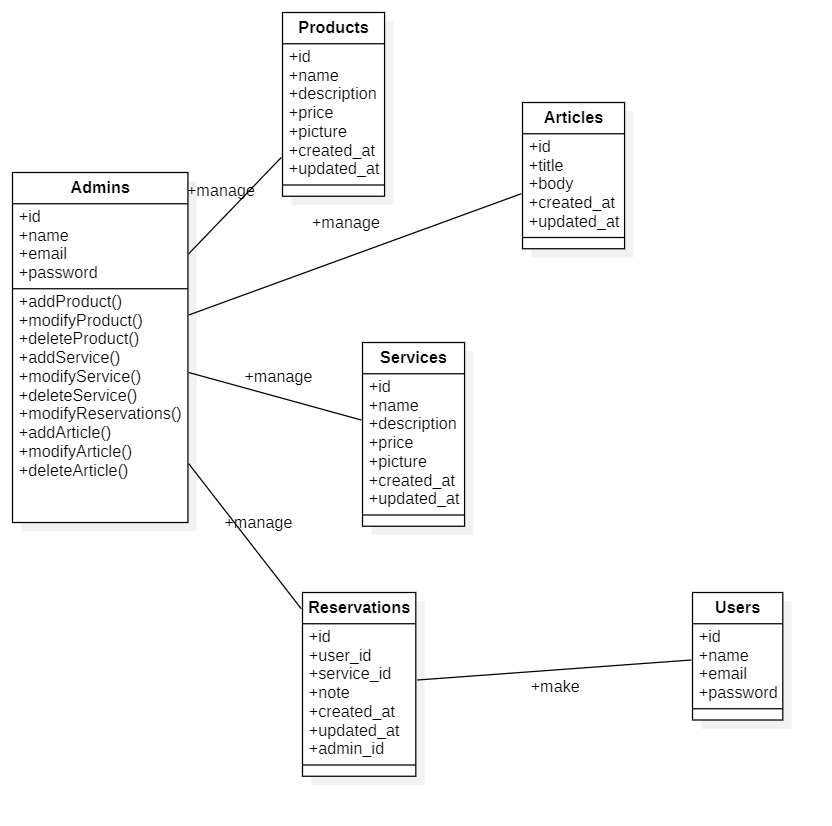 Products
+id
+name
+description
+price
+picture
+created_at
+updated_at
Articles
+id
+title
+body
+created_at
+updated_at
Admins
+id
+name
+email
+password
+addProduct()
+modifyProduct()
+deleteProduct()
+addService()
+modifyService()
+deleteService()
+modifyReservations()
+addArticle()
+modifyArticle()
+deleteArticle()
+manage
+manage
+manage
+manage
Services
+id
+name
+description
+price
+picture
+created_at
+updated_at
Reservations
+id
+user_id
+service_id
+note
+created_at
+updated_at
+admin_id
+make
Users
+id
+name
+email
+password